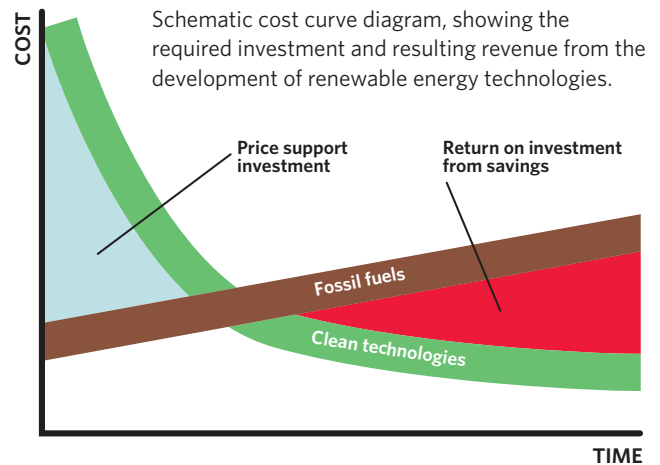 COST
Schematic cost curve diagram, showing the
required investment and resulting revenue from the
development of renewable energy technologies.
Price support
investment
Return on investment
from savings
Fossil fuels
Clean technologies
TIME